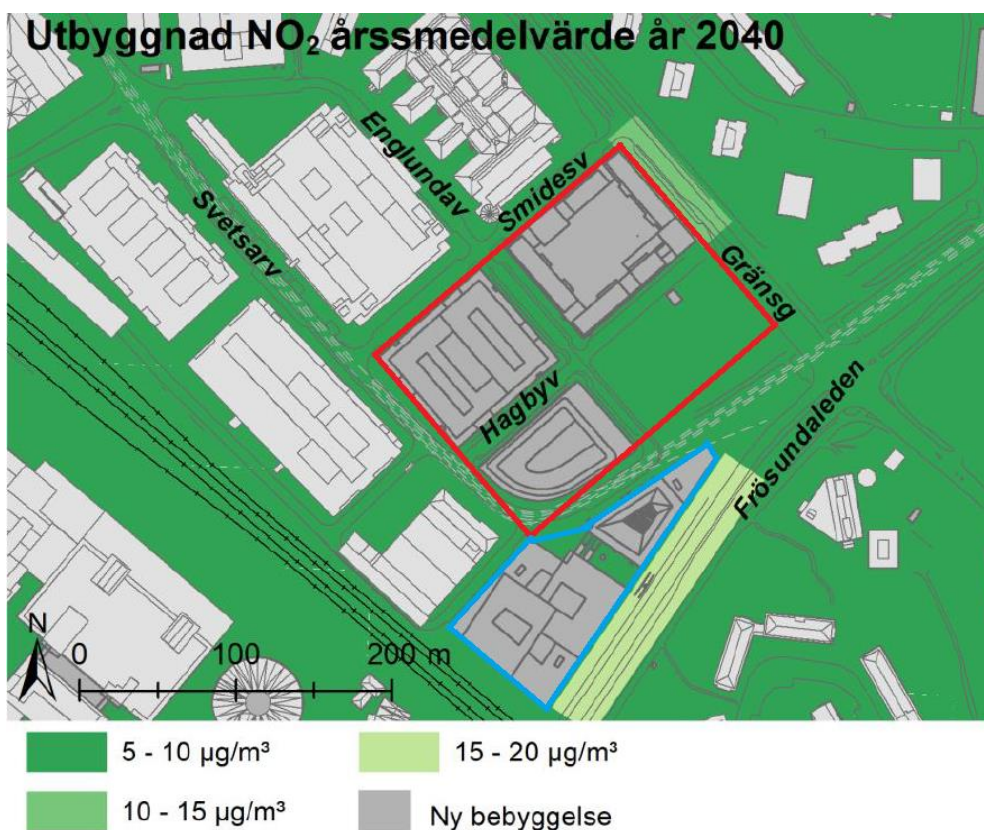 Utbyggnad NO₂ årssmedelvärde år 2040
Englundav
Smidesv
Svetsarv
Gränsg
Hagbyv
Frösundaleden
N
0 100 200 m
5 - 10 µg/m³
15 - 20 µg/m³
10 - 15 µg/m³
Ny bebyggelse